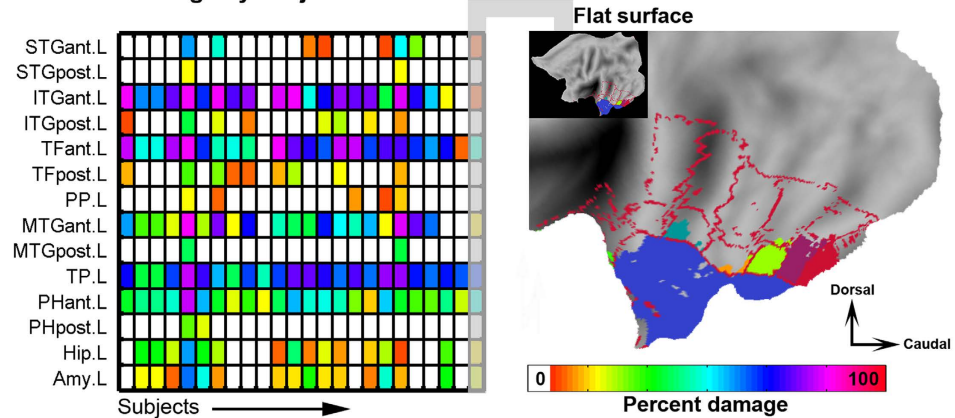 Flat surface
STGant.L
STGpost.L
ITGant.L
ITGpost.L
TFant.L
TFpost.L
PP.L
MTGant.L
MTGpost.L
TP.L
PHant.L
PHpost.L
Hip.L
Amy.L
Subjects
Dorsal
Caudal
0 100
Percent damage